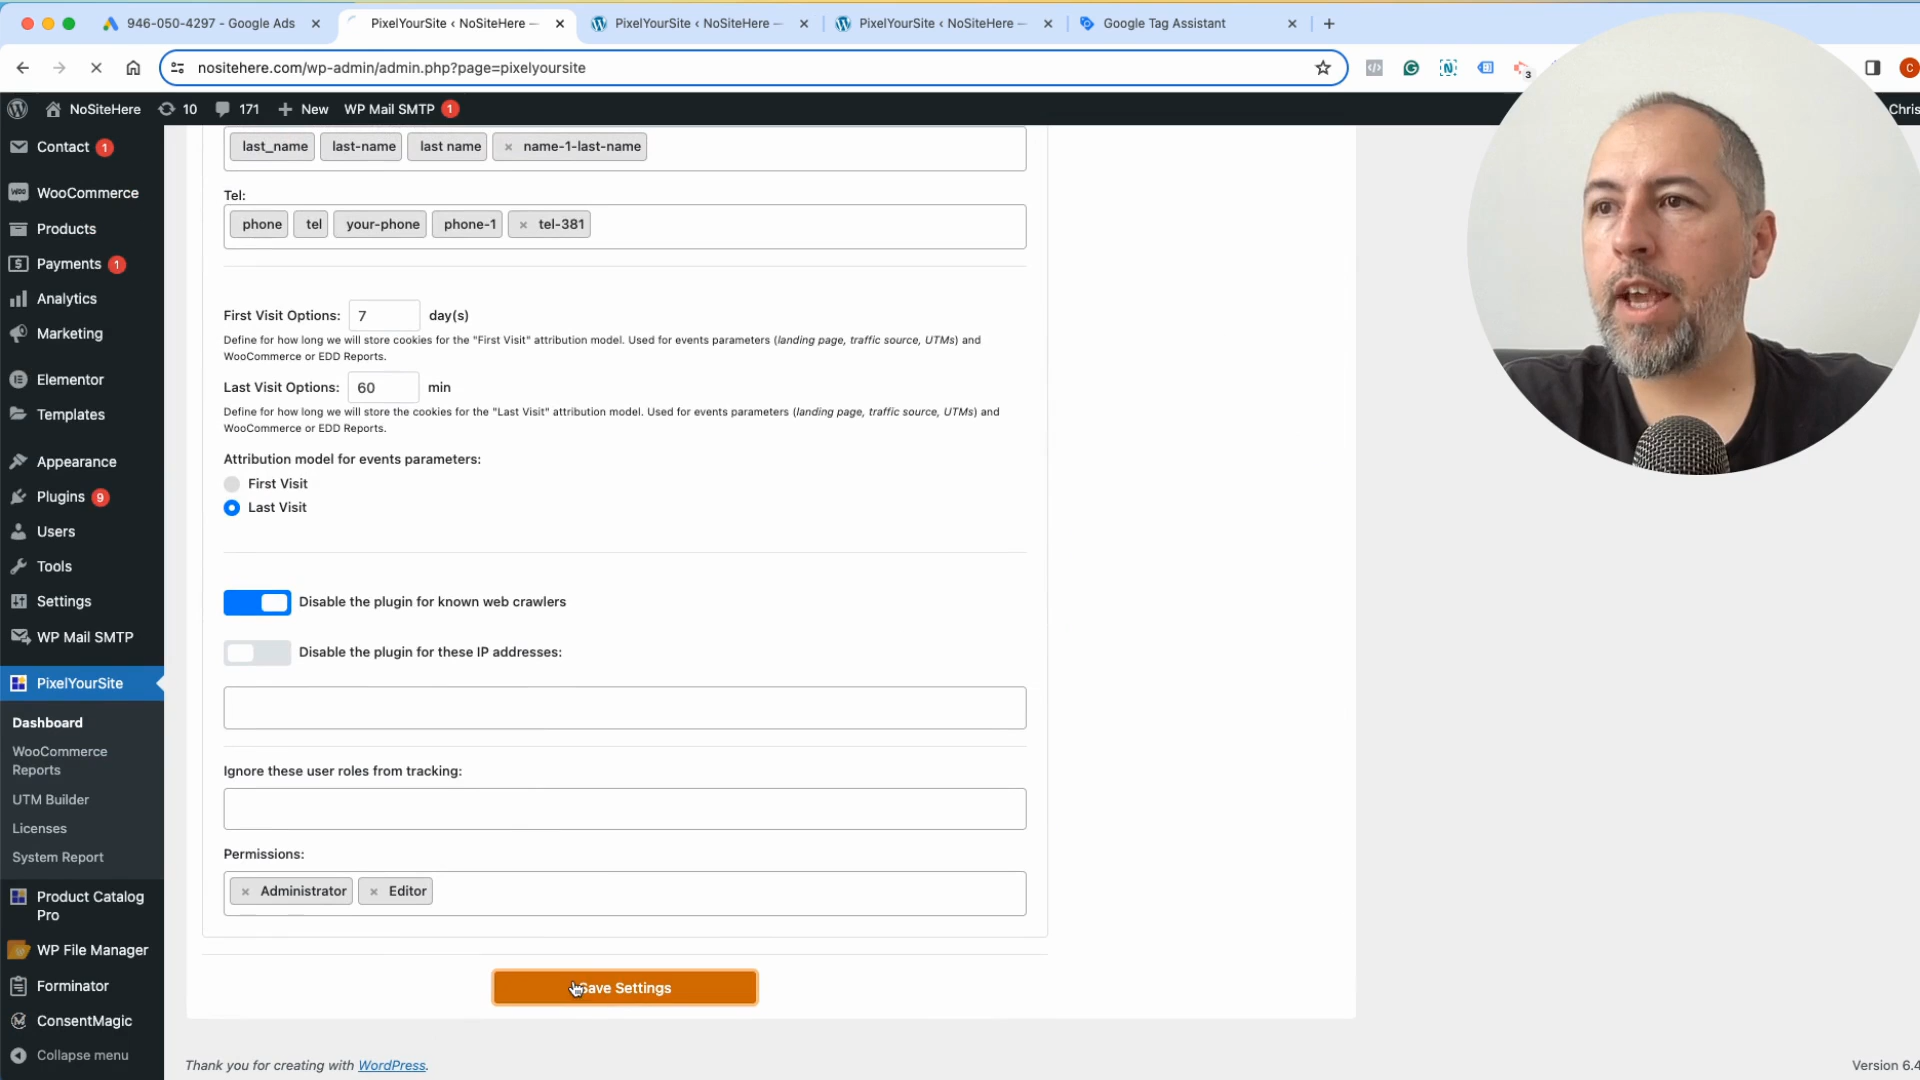 946-050-4297 - Google Ads
PixelYourSite ‹ NoSiteHere —
PixelYourSite ‹ NoSiteHere —
PixelYourSite ‹ NoSiteHere —
Google Tag Assistant
nositehere.com/wp-admin/admin.php?page=pixelyoursite
3
C
NoSiteHere
10
171
New
WP Mail SMTP
1
Chris
Contact 1
WooCommerce
Products
Payments 1
Analytics
Marketing
Elementor
Templates
Appearance
Plugins 9
Users
Tools
Settings
WP Mail SMTP
PixelYourSite
Dashboard
WooCommerce
Reports
UTM Builder
Licenses
System Report
Product Catalog
Pro
WP File Manager
Forminator
ConsentMagic
Collapse menu
last_name
last-name
last name
× name-1-last-name
Tel:
phone
tel
your-phone
phone-1
× tel-381
First Visit Options: 7 day(s)
Define for how long we will store cookies for the "First Visit" attribution model. Used for events parameters (landing page, traffic source, UTMs) and
WooCommerce or EDD Reports.
Last Visit Options: 60 min
Define for how long we will store the cookies for the "Last Visit" attribution model. Used for events parameters (landing page, traffic source, UTMs) and
WooCommerce or EDD Reports.
Attribution model for events parameters:
First Visit
Last Visit
Disable the plugin for known web crawlers
Disable the plugin for these IP addresses:
Ignore these user roles from tracking:
Permissions:
× Administrator
× Editor
Save Settings
Thank you for creating with WordPress.
Version 6.4